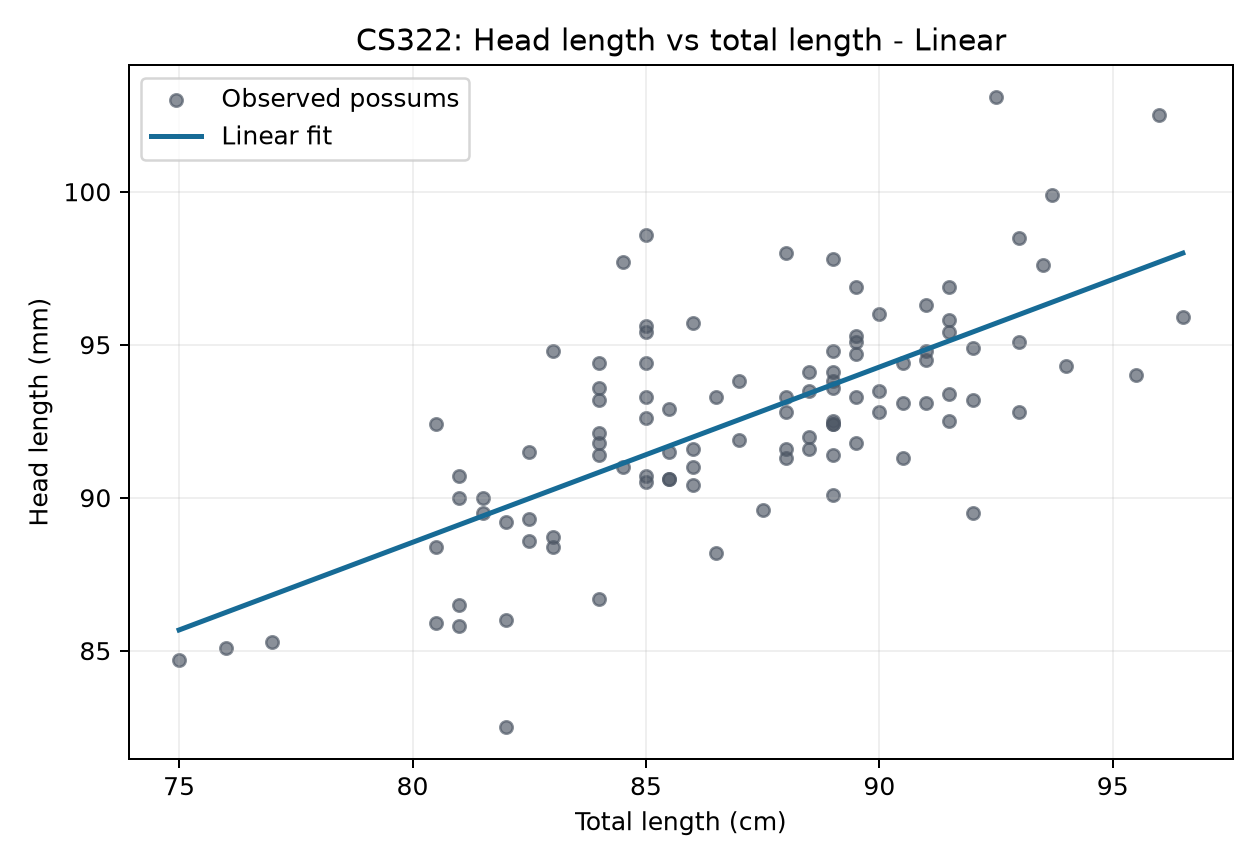 CS322: Head length vs total length - Linear
Observed possums
Linear fit
100
95
90
85
Head length (mm)
75 80 85 90 95
Total length (cm)